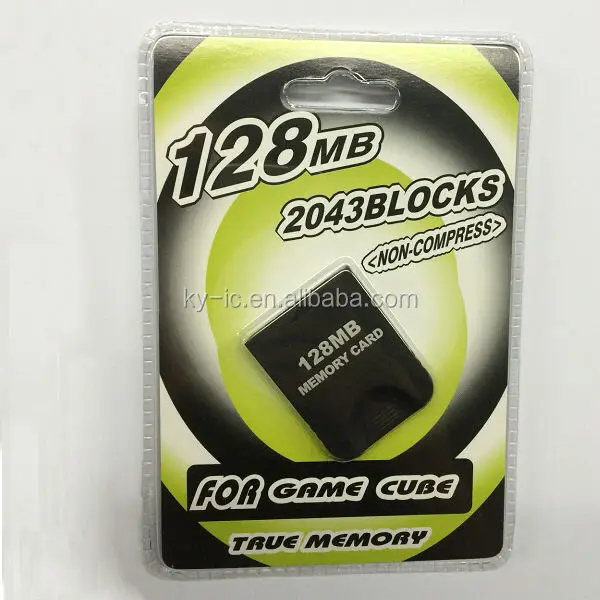 128MB
2043BLOCKS
<NON-COMPRESS>
ky-ic.en.alibaba.com
128MB
MEMORY CARD
FOR GAME CUBE
TRUE MEMORY